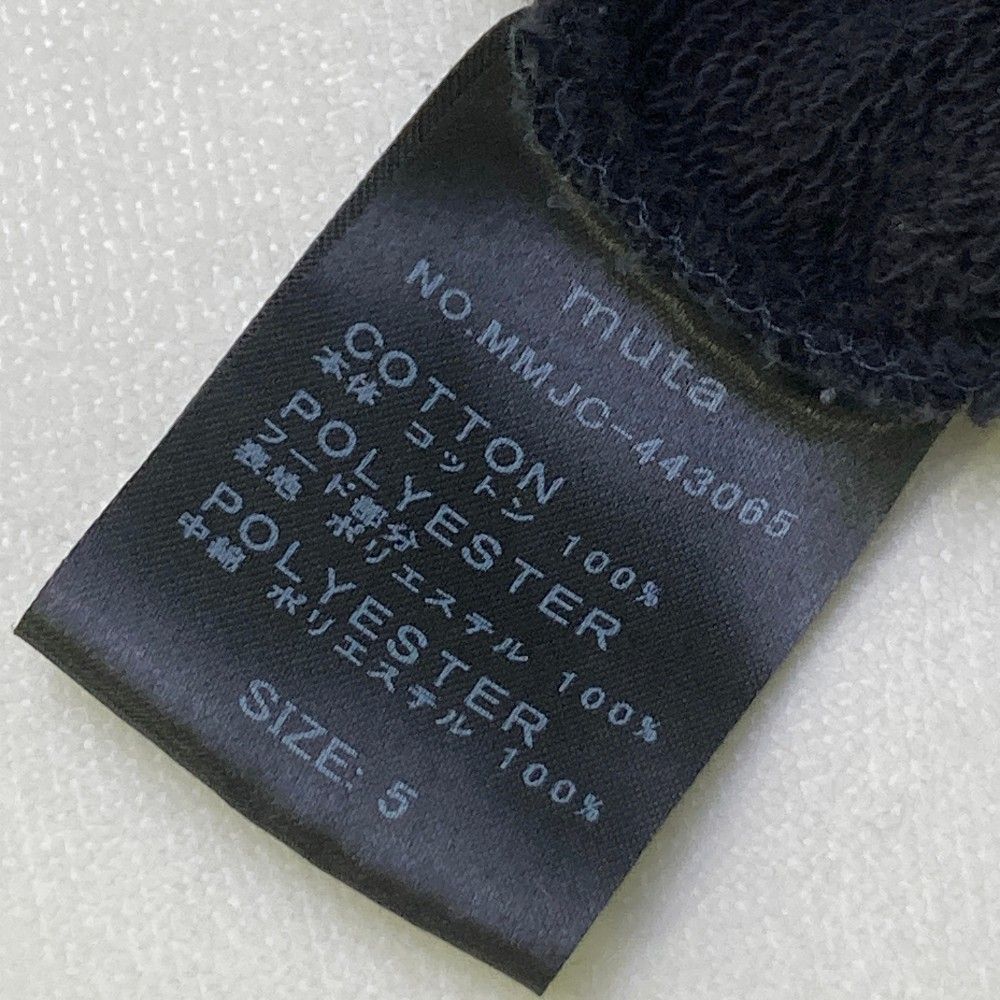 muta
NO.MMJC-443065
COTTON
本体 コットン 100%
POLYESTER
フード部分
表地 ポリエステル 100%
POLYESTER
中綿 ポリエステル 100%
SIZE: 5